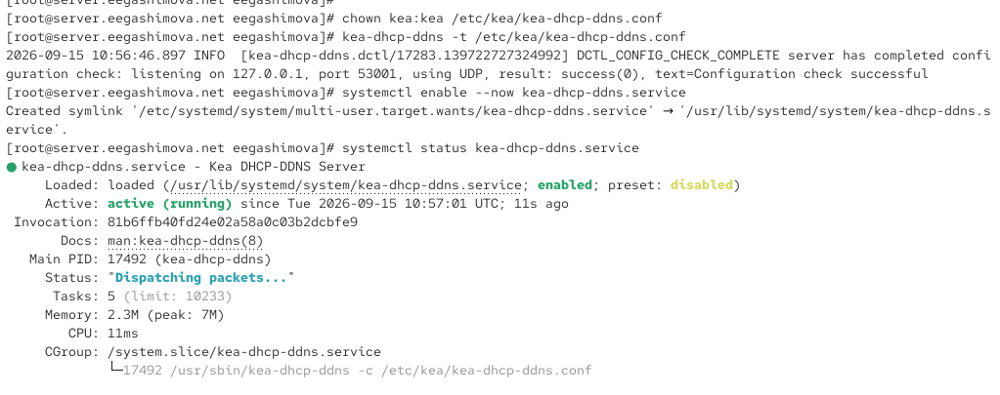 [root@server.eegashimova.net eegashimova]#
[root@server.eegashimova.net eegashimova]# chown kea:kea /etc/kea/kea-dhcp-ddns.conf
[root@server.eegashimova.net eegashimova]# kea-dhcp-ddns -t /etc/kea/kea-dhcp-ddns.conf
2026-09-15 10:56:46.897 INFO  [kea-dhcp-ddns.dctl/17283.139722727324992] DCTL_CONFIG_CHECK_COMPLETE server has completed confi
guration check: listening on 127.0.0.1, port 53001, using UDP, result: success(0), text=Configuration check successful
[root@server.eegashimova.net eegashimova]# systemctl enable --now kea-dhcp-ddns.service
Created symlink '/etc/systemd/system/multi-user.target.wants/kea-dhcp-ddns.service' → '/usr/lib/systemd/system/kea-dhcp-ddns.s
ervice'.
[root@server.eegashimova.net eegashimova]# systemctl status kea-dhcp-ddns.service
● kea-dhcp-ddns.service - Kea DHCP-DDNS Server
Loaded: loaded (/usr/lib/systemd/system/kea-dhcp-ddns.service; enabled; preset: disabled)
Active: active (running) since Tue 2026-09-15 10:57:01 UTC; 11s ago
Invocation: 81b6ffb40fd24e02a58a0c03b2dcbfe9
Docs: man:kea-dhcp-ddns(8)
Main PID: 17492 (kea-dhcp-ddns)
Status: "Dispatching packets..."
Tasks: 5 (limit: 10233)
Memory: 2.3M (peak: 7M)
CPU: 11ms
CGroup: /system.slice/kea-dhcp-ddns.service
└─17492 /usr/sbin/kea-dhcp-ddns -c /etc/kea/kea-dhcp-ddns.conf